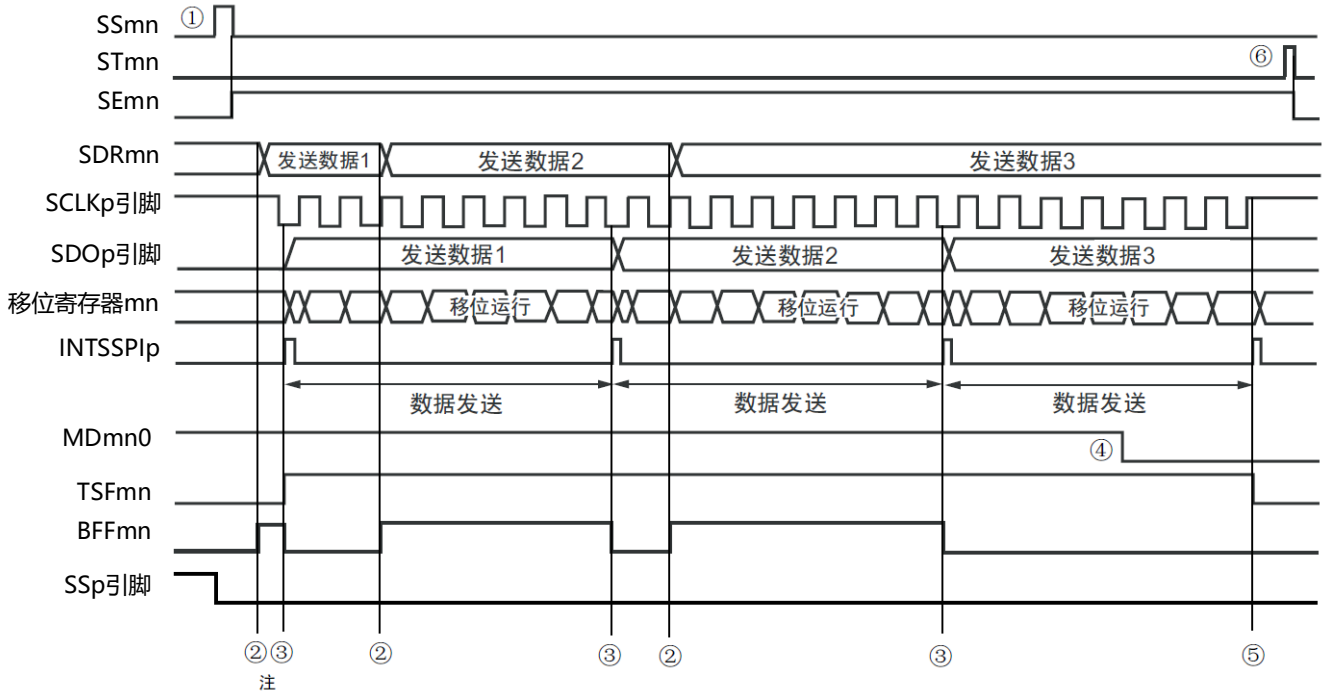 SSmn ①
STmn ⑥
SEmn
SDRmn 发送数据1 发送数据2 发送数据3
SCLKp引脚
SDOp引脚 发送数据1 发送数据2 发送数据3
移位寄存器mn 移位运行 移位运行 移位运行
INTSSPIp
数据发送 数据发送 数据发送
MDmn0 ④
TSFmn
BFFmn
SSp引脚
② ③ ② ③ ② ③ ⑤
注